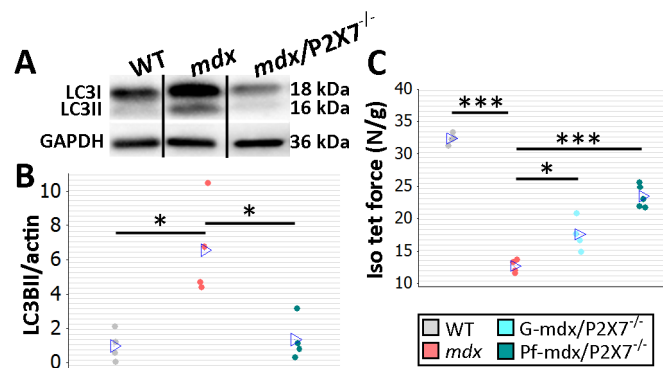 A
WT mdx mdx/P2X7-/-
LC3I 18 kDa
LC3II 16 kDa
GAPDH 36 kDa
B
LC3BII/actin
10
8
6
4
2
0
* *
C
Iso tet force (N/g)
40
35
30
25
20
15
10
***
***
*
WT G-mdx/P2X7-/-
mdx Pf-mdx/P2X7-/-